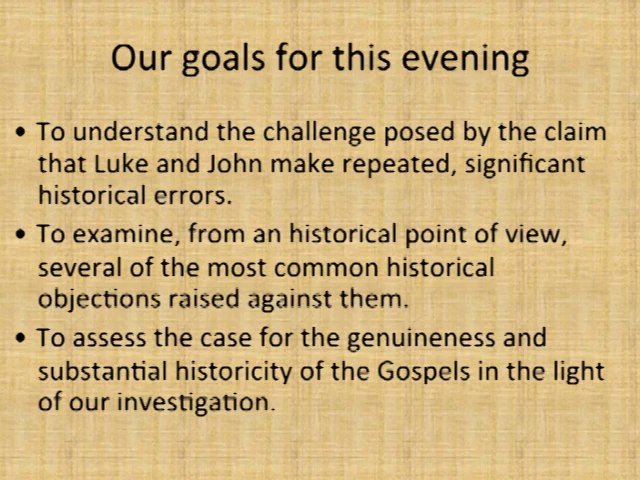 Our goals for this evening
• To understand the challenge posed by the claim
that Luke and John make repeated, significant
historical errors.
• To examine, from an historical point of view,
several of the most common historical
objections raised against them.
• To assess the case for the genuineness and
substantial historicity of the Gospels in the light
of our investigation.